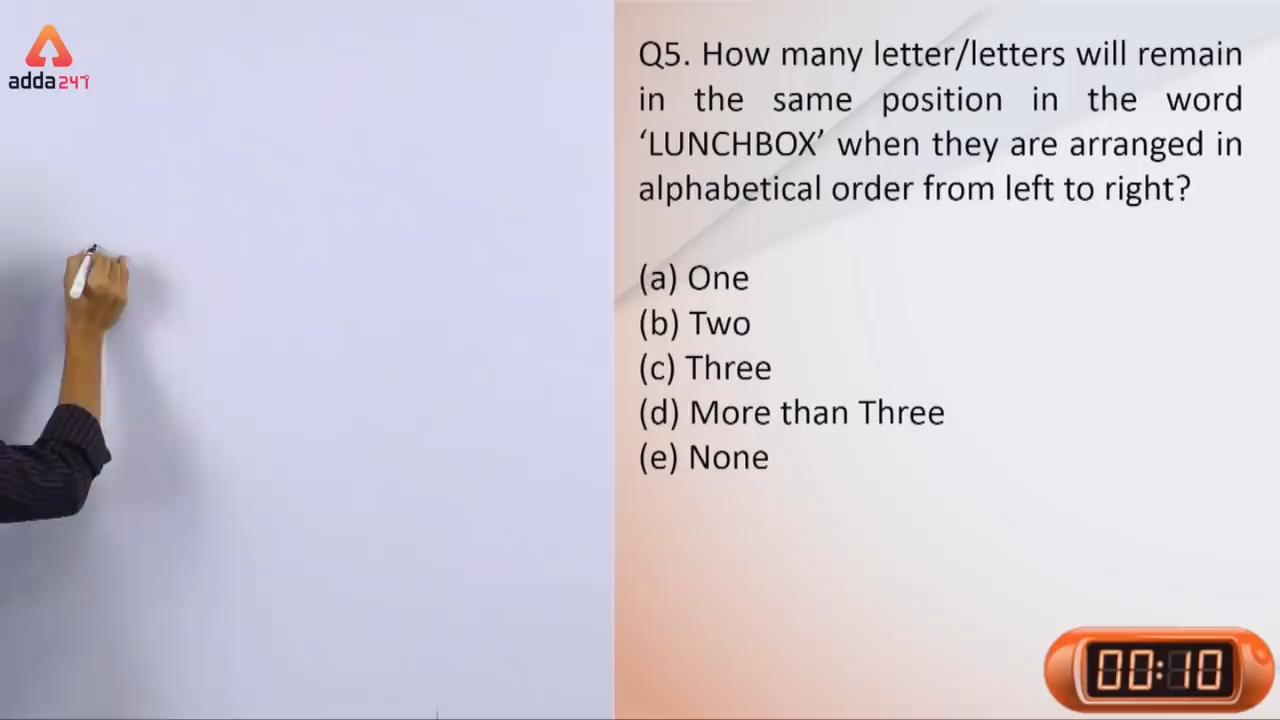 adda247
Q5. How many letter/letters will remain
in the same position in the word
‘LUNCHBOX’ when they are arranged in
alphabetical order from left to right?
(a) One
(b) Two
(c) Three
(d) More than Three
(e) None
00:10